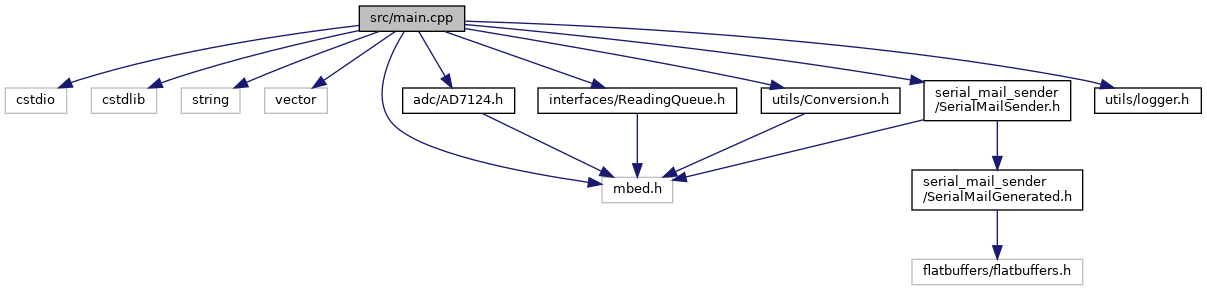 src/main.cpp
cstdio
cstdlib
string
vector
adc/AD7124.h
interfaces/ReadingQueue.h
utils/Conversion.h
serial_mail_sender
/SerialMailSender.h
utils/logger.h
mbed.h
serial_mail_sender
/SerialMailGenerated.h
flatbuffers/flatbuffers.h